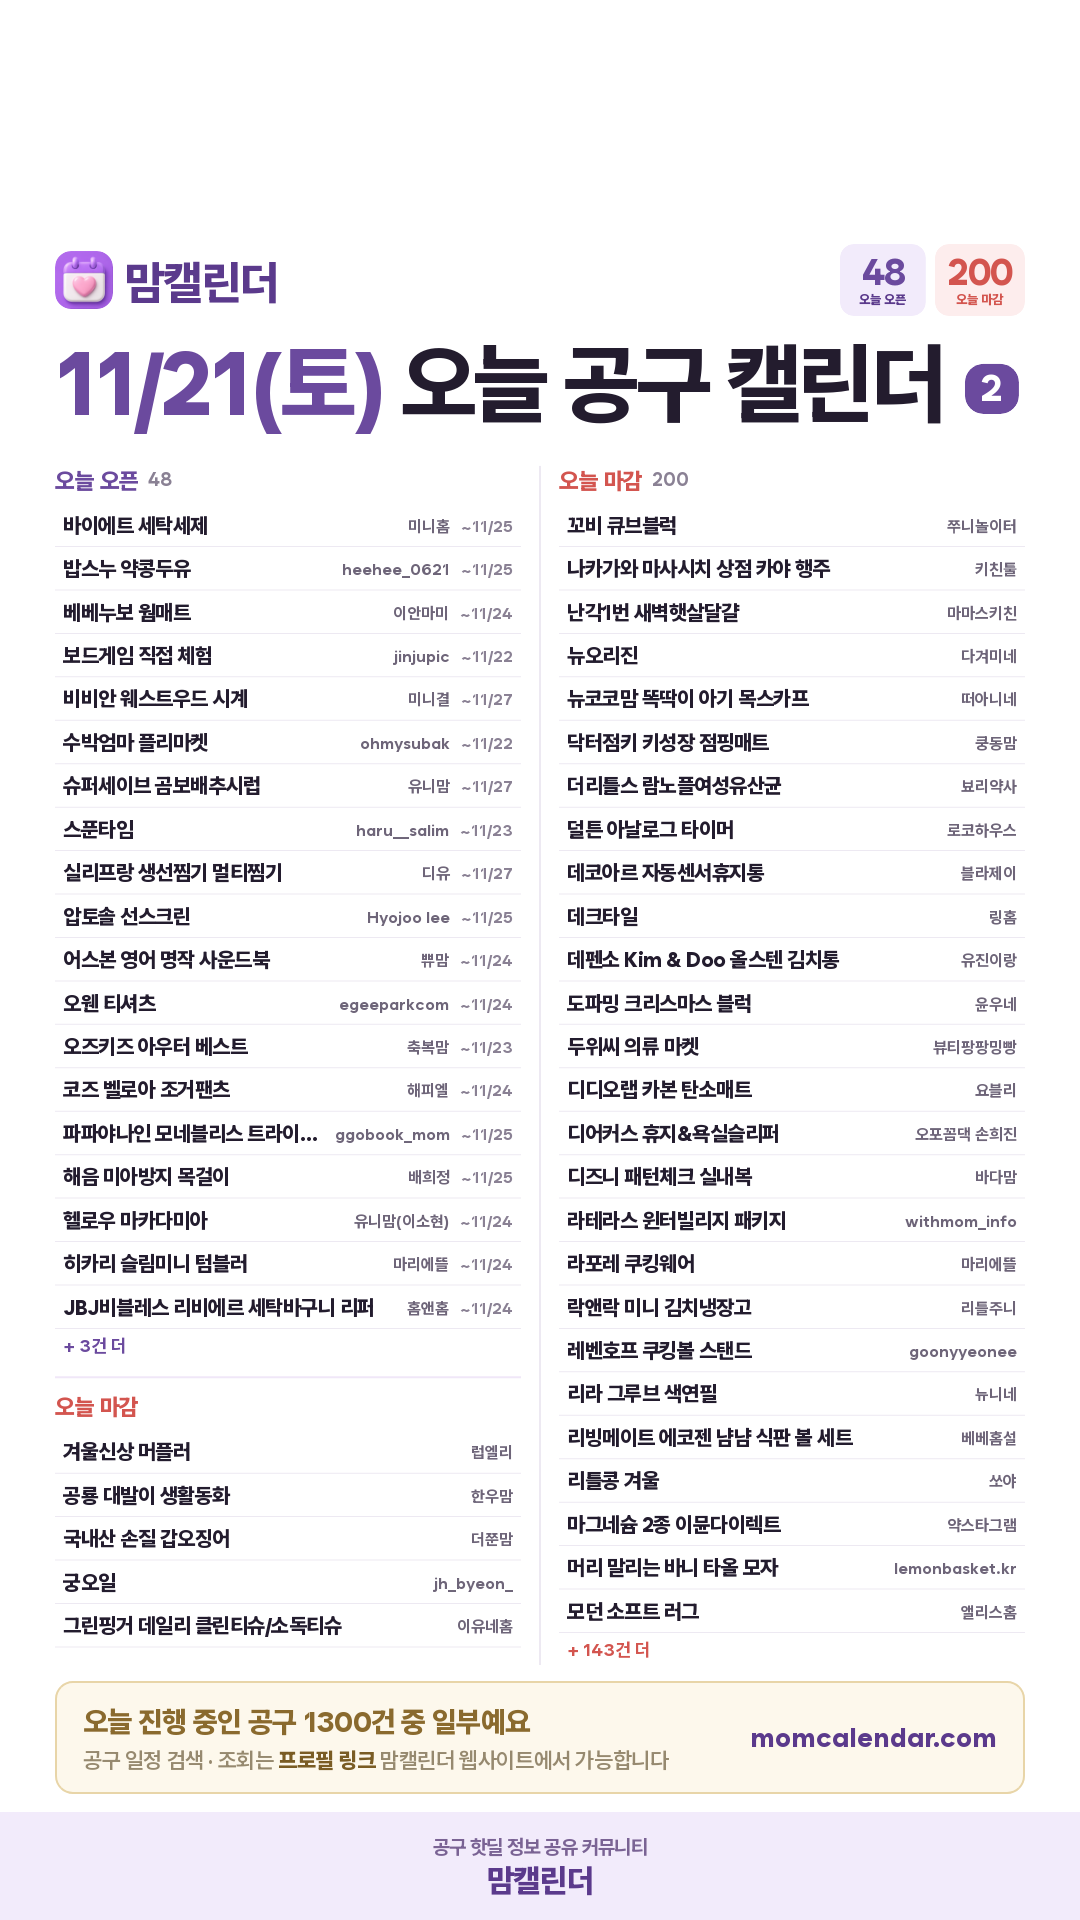 맘캘린더
48
오늘 오픈
200
오늘 마감
11/21(토) 오늘 공구 캘린더 2
오늘 오픈 48
바이에트 세탁세제 미니홈 ~11/25
밥스누 약콩두유 heehee_0621 ~11/25
베베누보 웜매트 이안마미 ~11/24
보드게임 직접 체험 jinjupic ~11/22
비비안 웨스트우드 시계 미니결 ~11/27
수박엄마 플리마켓 ohmysubak ~11/22
슈퍼세이브 곰보배추시럽 유니맘 ~11/27
스푼타임 haru__salim ~11/23
실리프랑 생선찜기 멀티찜기 디유 ~11/27
압토솔 선스크린 Hyojoo lee ~11/25
어스본 영어 명작 사운드북 쀼맘 ~11/24
오웬 티셔츠 egeeparkcom ~11/24
오즈키즈 아우터 베스트 축복맘 ~11/23
코즈 벨로아 조거팬츠 해피엘 ~11/24
파파야나인 모네블리스 트라이... ggobook_mom ~11/25
해음 미아방지 목걸이 배희정 ~11/25
헬로우 마카다미아 유니맘(이소현) ~11/24
히카리 슬림미니 텀블러 마리에뜰 ~11/24
JBJ비블레스 리비에르 세탁바구니 리퍼 홈앤홈 ~11/24
+ 3건 더
오늘 마감
겨울신상 머플러 럽엘리
공룡 대발이 생활동화 한우맘
국내산 손질 갑오징어 더쭌맘
궁오일 jh_byeon_
그린핑거 데일리 클린티슈/소독티슈 이유네홈
오늘 마감 200
꼬비 큐브블럭 쭈니놀이터
나카가와 마사시치 상점 카야 행주 키친툴
난각1번 새벽햇살달걀 마마스키친
뉴오리진 다겨미네
뉴코코맘 똑딱이 아기 목스카프 떠아니네
닥터점키 키성장 점핑매트 쿵동맘
더리틀스 람노플여성유산균 뵤리약사
덜튼 아날로그 타이머 로코하우스
데코아르 자동센서휴지통 블라제이
데크타일 링홈
데펜소 Kim & Doo 올스텐 김치통 유진이랑
도파밍 크리스마스 블럭 윤우네
두위씨 의류 마켓 뷰티팡팡밍빵
디디오랩 카본 탄소매트 요블리
디어커스 휴지&욕실슬리퍼 오포꼼댁 손희진
디즈니 패턴체크 실내복 바다맘
라테라스 윈터빌리지 패키지 withmom_info
라포레 쿠킹웨어 마리에뜰
락앤락 미니 김치냉장고 리틀주니
레벤호프 쿠킹볼 스탠드 goonyyeonee
리라 그루브 색연필 뉴니네
리빙메이트 에코젠 냠냠 식판 볼 세트 베베홈설
리틀콩 겨울 쏘야
마그네슘 2종 이뮨다이렉트 약스타그램
머리 말리는 바니 타올 모자 lemonbasket.kr
모던 소프트 러그 앨리스홈
+ 143건 더
오늘 진행 중인 공구 1300건 중 일부예요
공구 일정 검색 · 조회는 프로필 링크 맘캘린더 웹사이트에서 가능합니다
momcalendar.com
공구 핫딜 정보 공유 커뮤니티
맘캘린더